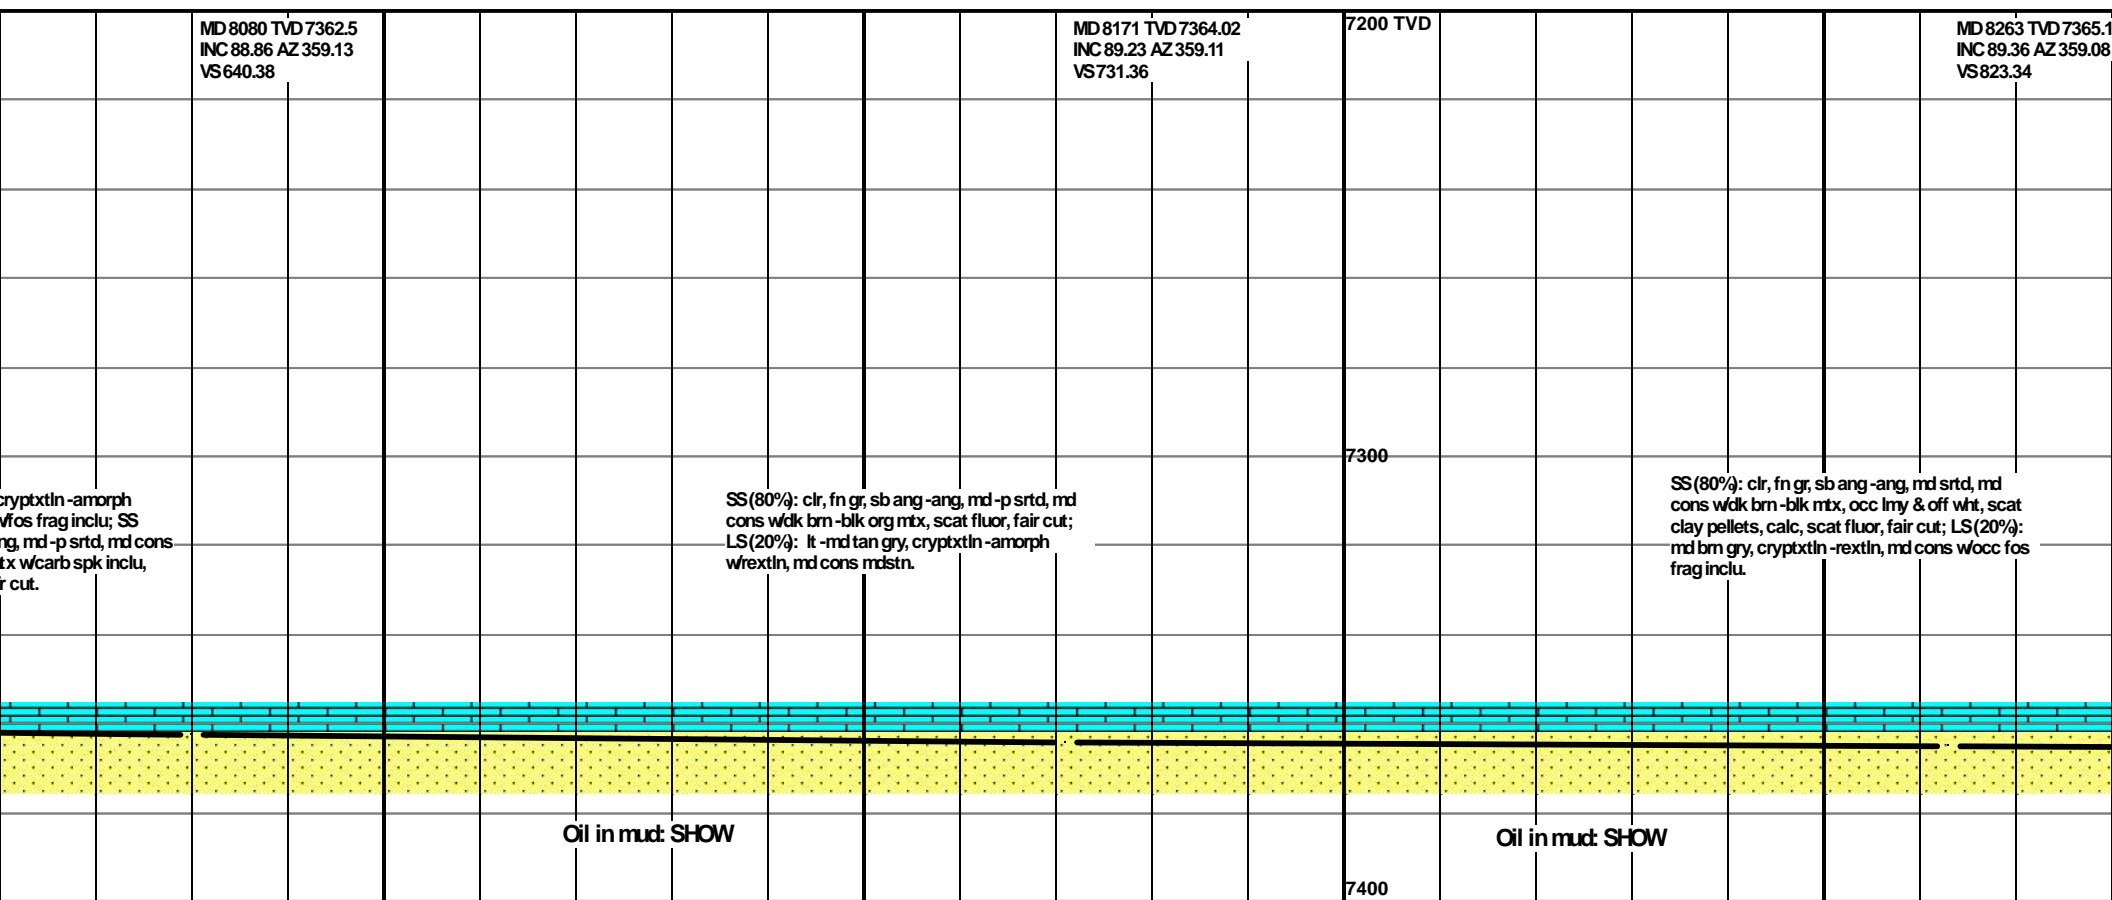 MD 8080 TVD 7362.5
INC 88.86 AZ 359.13
VS 640.38
MD 8171 TVD 7364.02
INC 89.23 AZ 359.11
VS 731.36
7200 TVD
MD 8263 TVD 7365.1
INC 89.36 AZ 359.08
VS 823.34
7300
cryptxtln -amorph
w/fos frag inclu; SS
ng, md -p srtd, md cons
tx w/carb spk inclu,
r cut.
SS (80%): clr, fn gr, sb ang -ang, md -p srtd, md
cons w/dk brn -blk org mtx, scat fluor, fair cut;
LS (20%): lt -md tan gry, cryptxtln -amorph
w/rextln, md cons mdstn.
SS (80%): clr, fn gr, sb ang -ang, md srtd, md
cons w/dk brn -blk mtx, occ lmy & off wht, scat
clay pellets, calc, scat fluor, fair cut; LS (20%):
md brn gry, cryptxtln -rextln, md cons w/occ fos
frag inclu.
Oil in mud: SHOW
Oil in mud: SHOW
7400